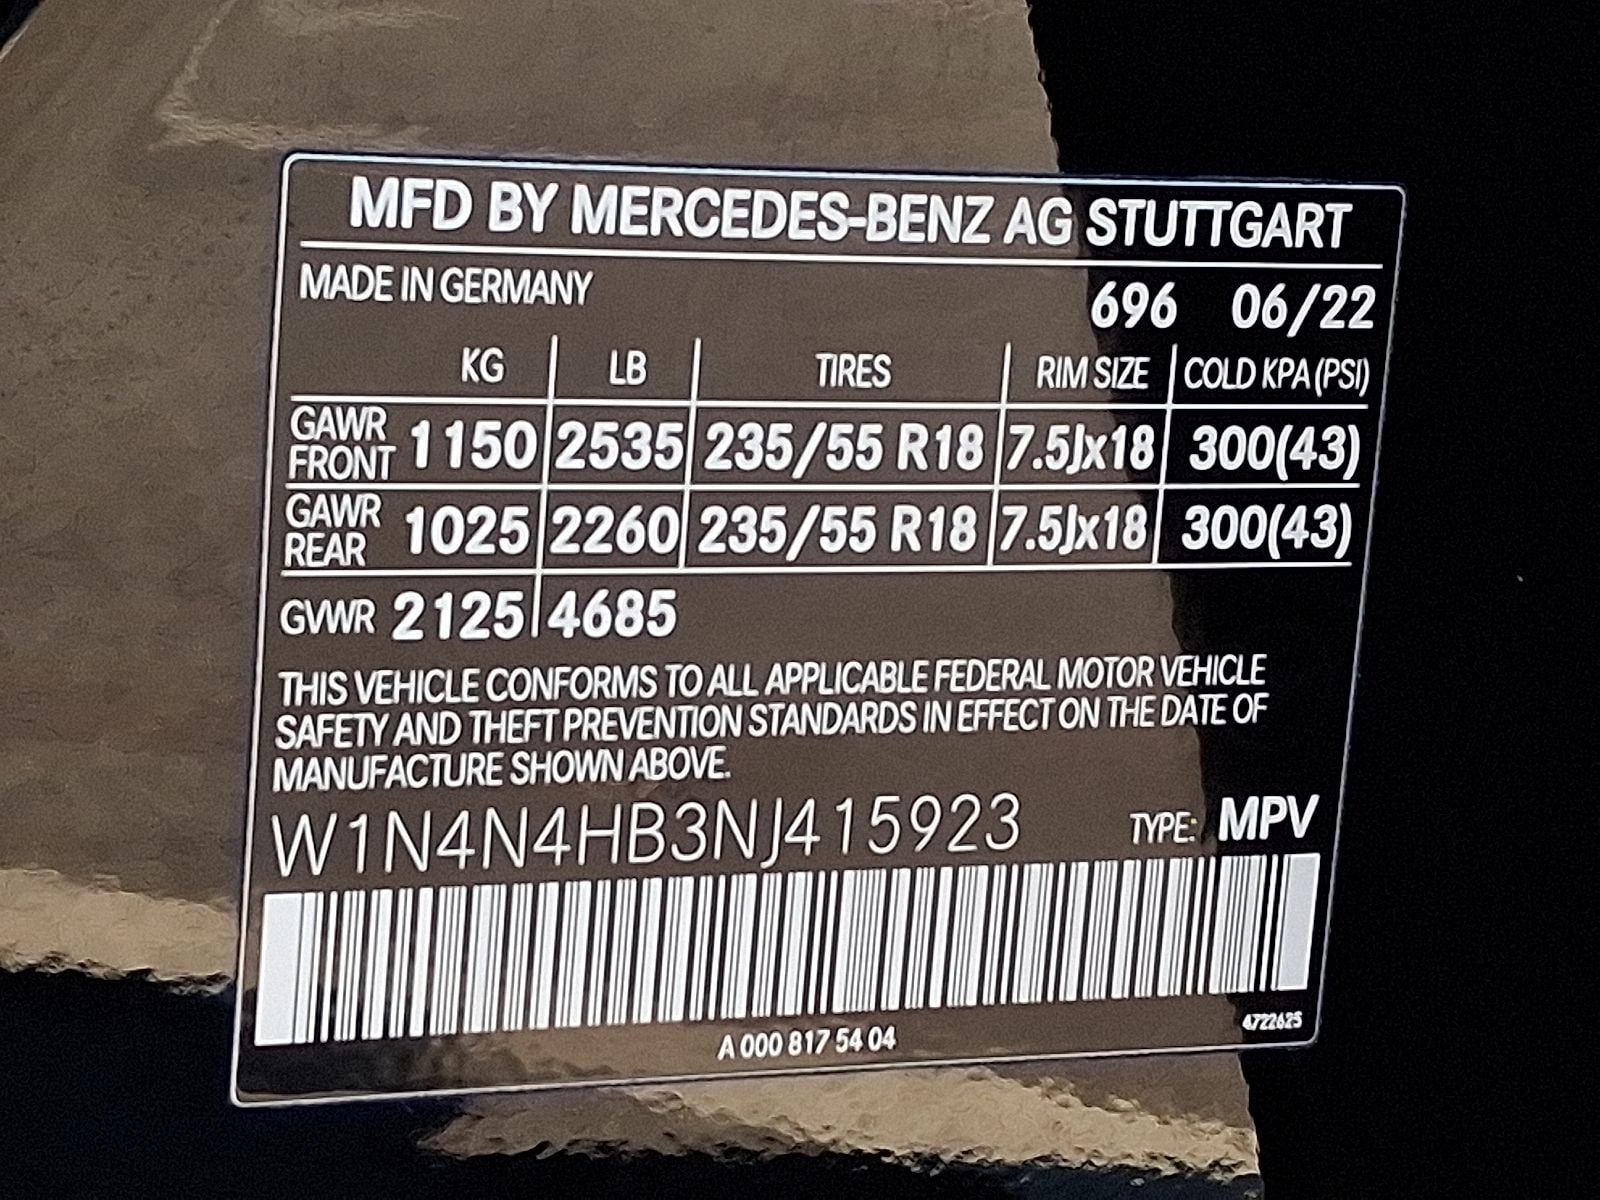 MFD BY MERCEDES-BENZ AG STUTTGART
MADE IN GERMANY 696 06/22
KG LB TIRES RIM SIZE COLD KPA(PSI)
GAWR FRONT 1150 2535 235/55 R18 7.5Jx18 300(43)
GAWR REAR 1025 2260 235/55 R18 7.5Jx18 300(43)
GVWR 2125 4685
THIS VEHICLE CONFORMS TO ALL APPLICABLE FEDERAL MOTOR VEHICLE
SAFETY AND THEFT PREVENTION STANDARDS IN EFFECT ON THE DATE OF
MANUFACTURE SHOWN ABOVE.
W1N4N4HB3NJ415923 TYPE: MPV
A 000 817 54 04 4722625